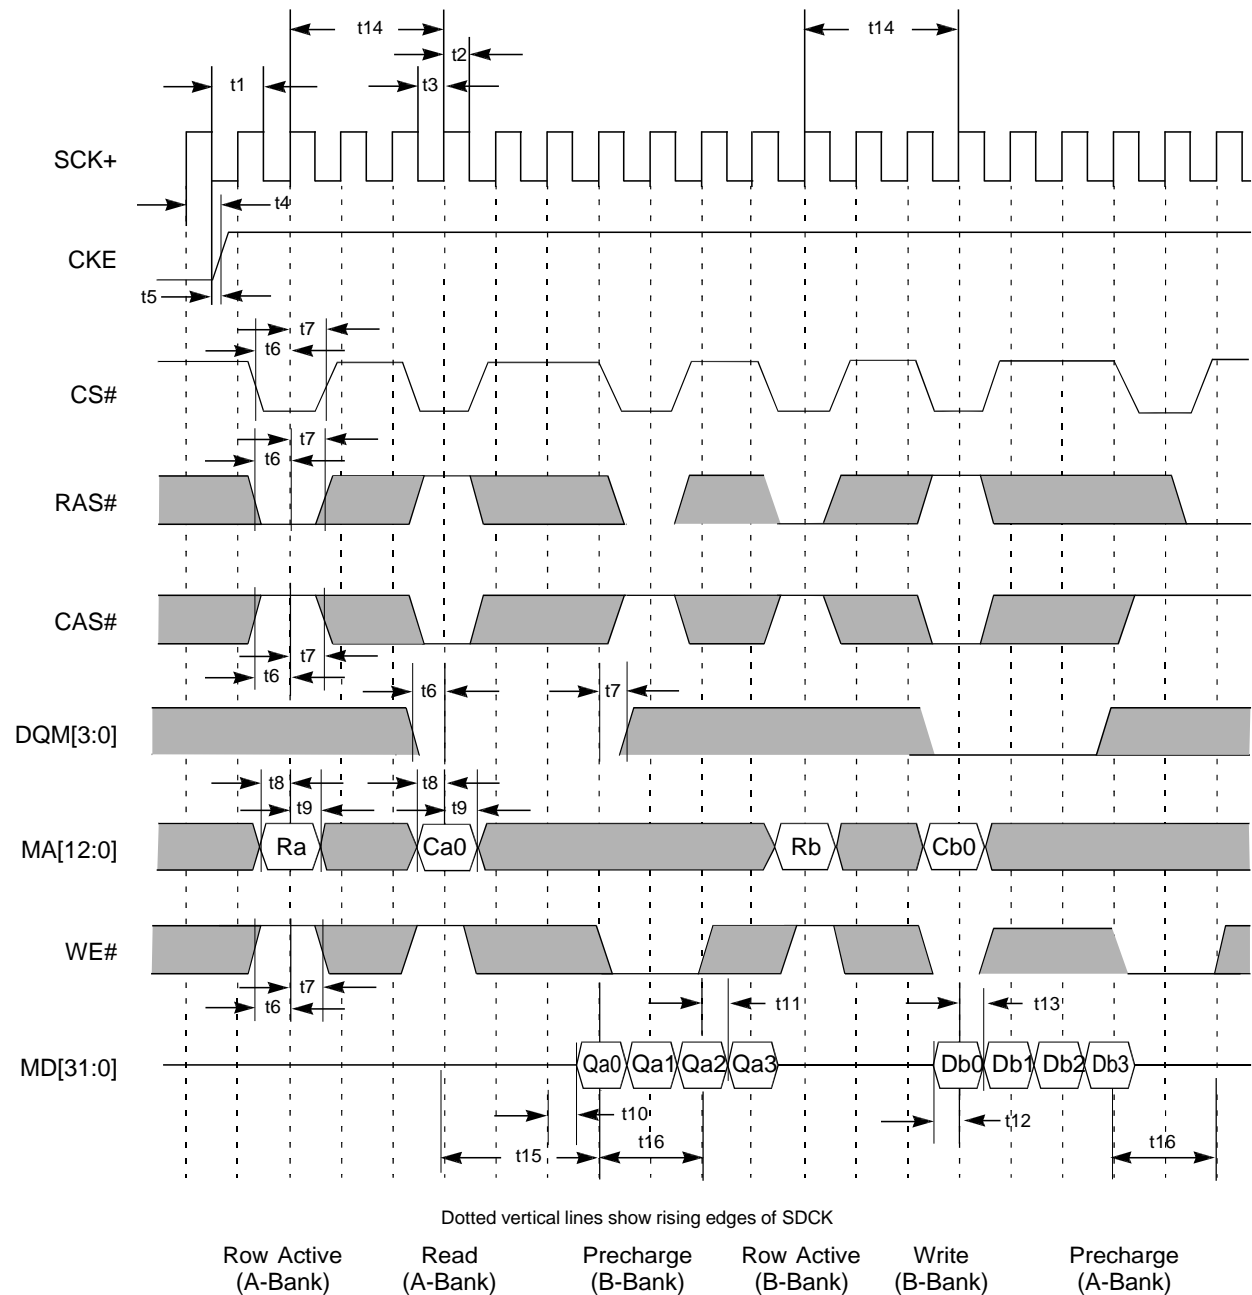 t14
t14
t2
t1
t3
SCK+
t4
CKE
t5
t7
t6
CS#
t7
t6
RAS#
CAS#
t7
t6
t6
t7
DQM[3:0]
t8
t8
t9
t9
MA[12:0]
Ra
Ca0
Rb
Cb0
WE#
t7
t6
t11
t13
MD[31:0]
Qa0
Qa1
Qa2
Qa3
Db0
Db1
Db2
Db3
t10
t12
t15
t16
t16
Dotted vertical lines show rising edges of SDCK
Row Active
(A-Bank)
Read
(A-Bank)
Precharge
(B-Bank)
Row Active
(B-Bank)
Write
(B-Bank)
Precharge
(A-Bank)